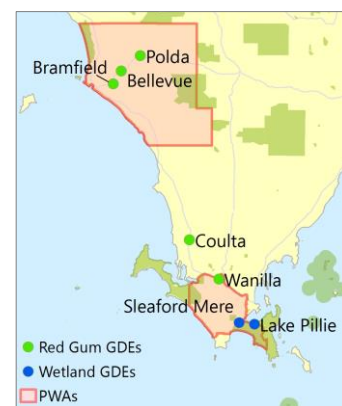 Polda
Bramfield
Bellevue
Coulta
Wanilla
Sleaford Mere
Lake Pillie
Red Gum GDEs
Wetland GDEs
PWAs